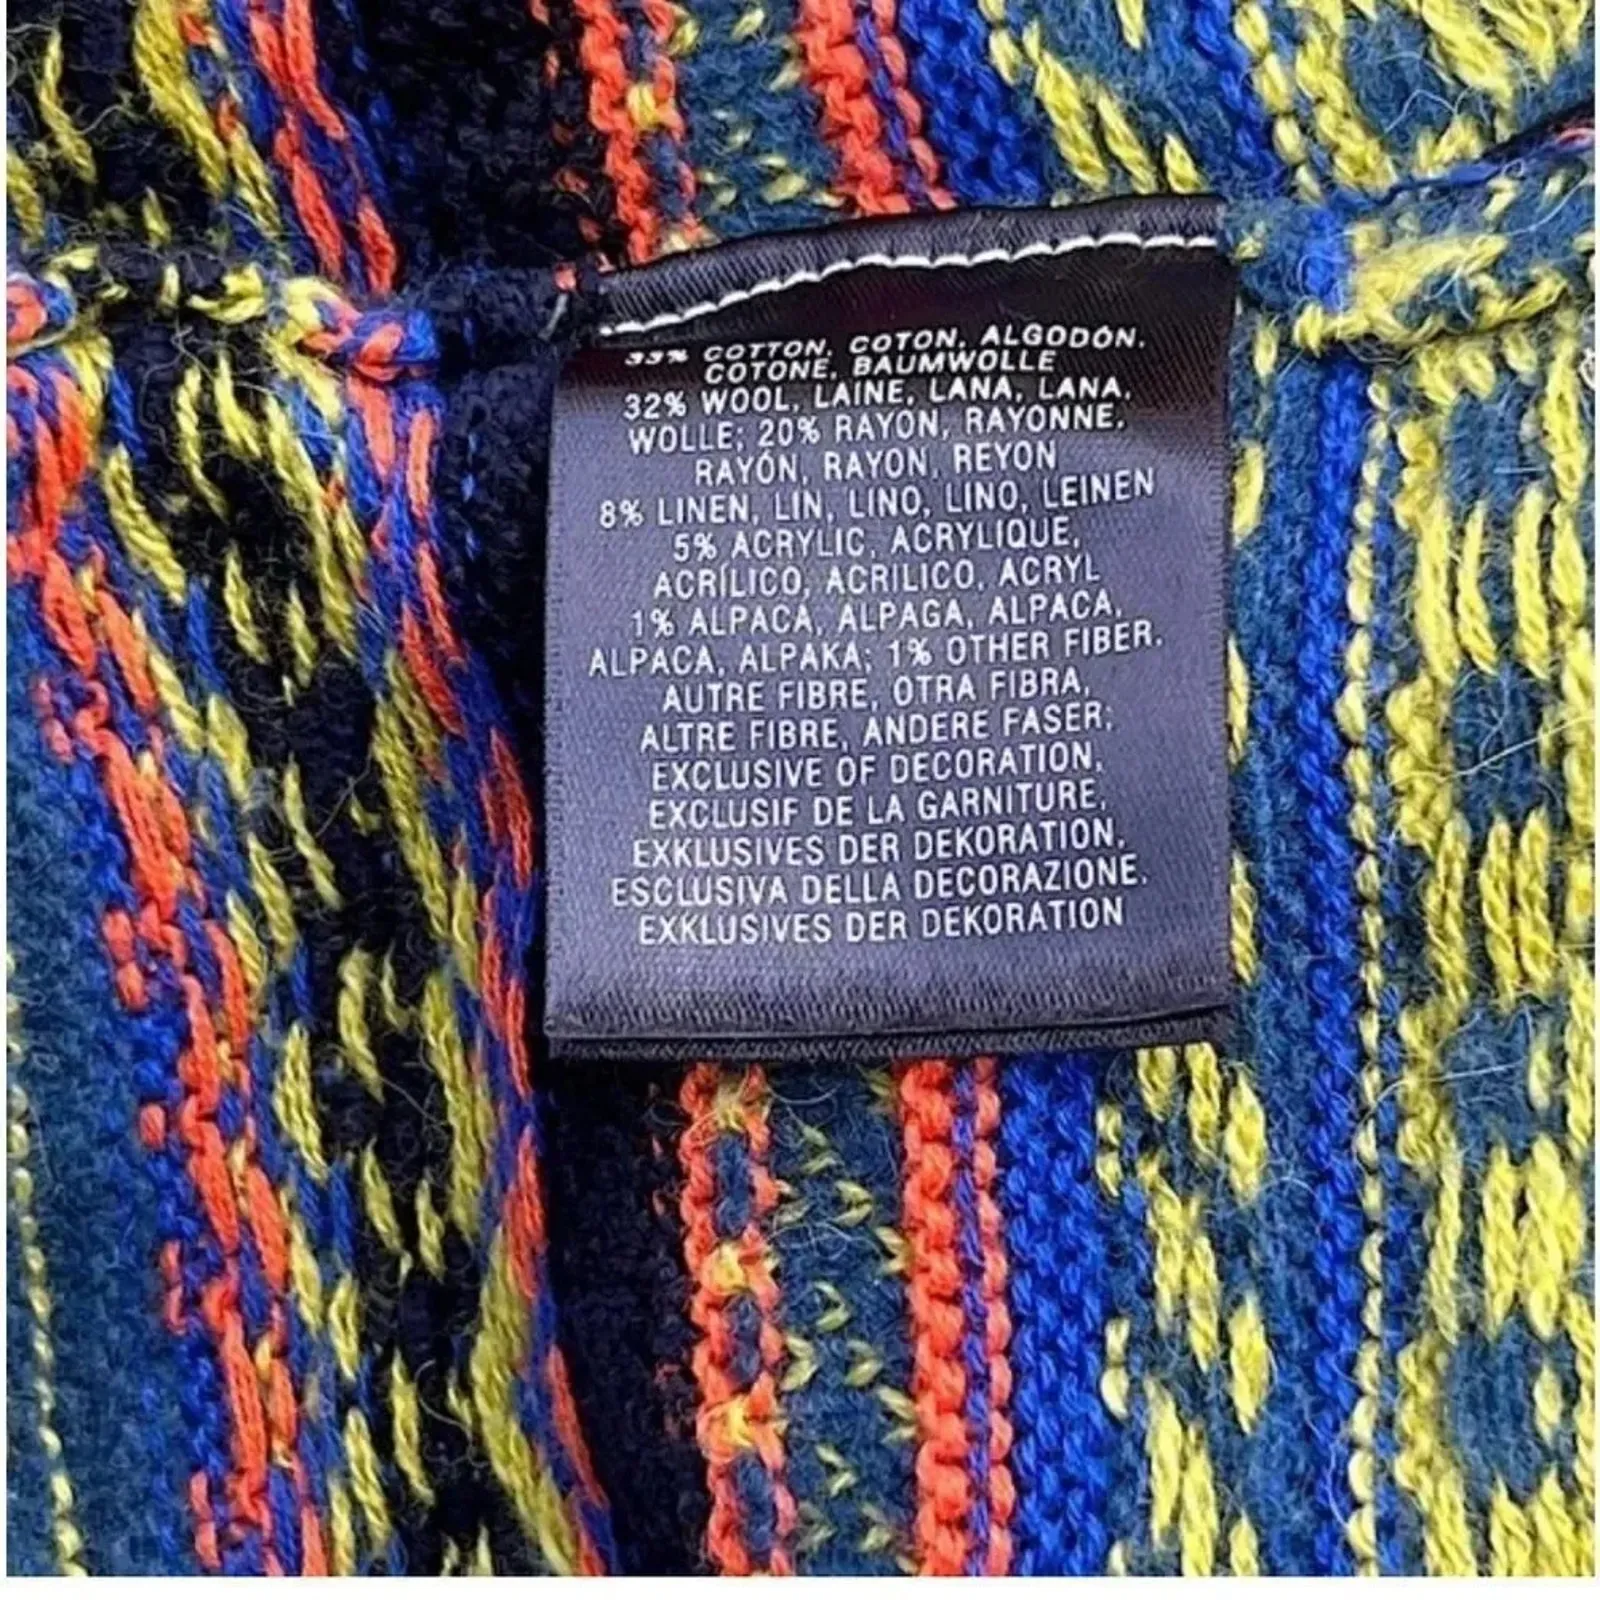 33% COTTON, COTON, ALGODÓN,
COTONE, BAUMWOLLE
32% WOOL, LAINE, LANA, LANA,
WOLLE; 20% RAYON, RAYONNE,
RAYÓN, RAYON, REYON
8% LINEN, LIN, LINO, LINO, LEINEN
5% ACRYLIC, ACRYLIQUE,
ACRÍLICO, ACRILICO, ACRYL
1% ALPACA, ALPAGA, ALPACA,
ALPACA, ALPAKA; 1% OTHER FIBER,
AUTRE FIBRE, OTRA FIBRA,
ALTRE FIBRE, ANDERE FASER;
EXCLUSIVE OF DECORATION,
EXCLUSIF DE LA GARNITURE,
EXKLUSIVES DER DEKORATION,
ESCLUSIVA DELLA DECORAZIONE,
EXKLUSIVES DER DEKORATION